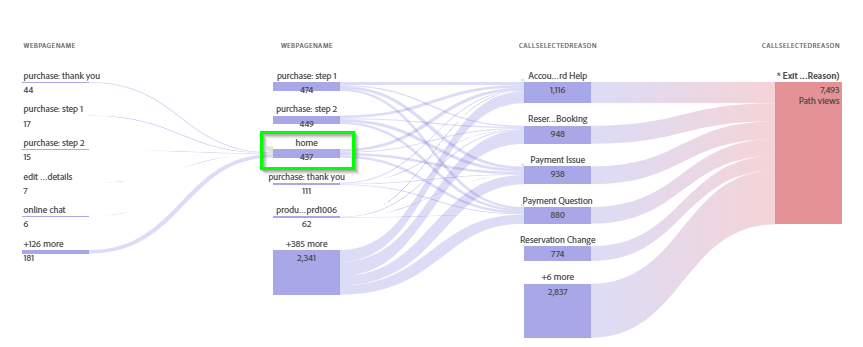 WEBPAGENAME
purchase: thank you
44
purchase: step 1
17
purchase: step 2
15
edit ...details
7
online chat
6
+126 more
181
WEBPAGENAME
purchase: step 1
474
purchase: step 2
449
home
437
purchase: thank you
111
produ...prd1006
62
+385 more
2,341
CALLSELECTEDREASON
Accou...rd Help
1,116
Reser...Booking
948
Payment Issue
938
Payment Question
880
Reservation Change
774
+6 more
2,837
CALLSELECTEDREASON
* Exit ...Reason)
7,493
Path views